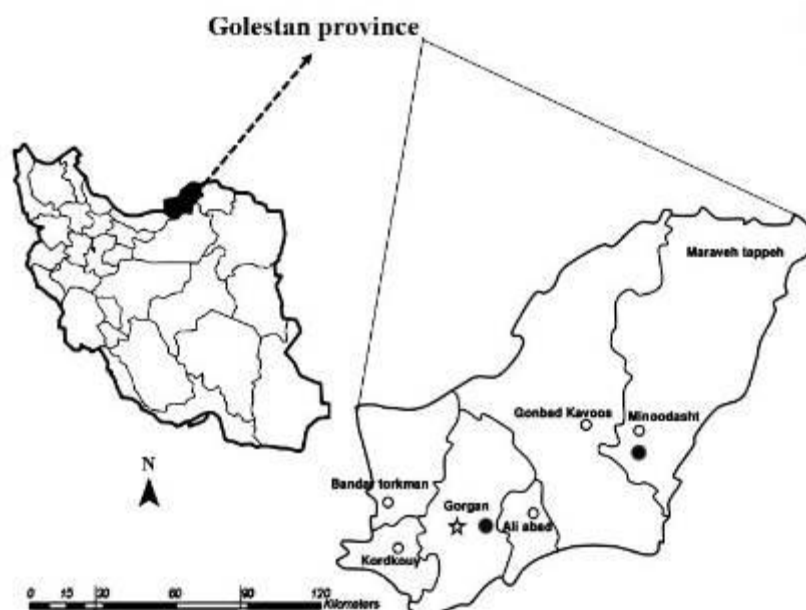 Golestan province
Maraveh tappeh
Gonbad Kavoos
Minoodasht
Bandar torkman
Gorgan
Ali abad
Kordkouy
N
0 15 30 60 90 120
Kilometers